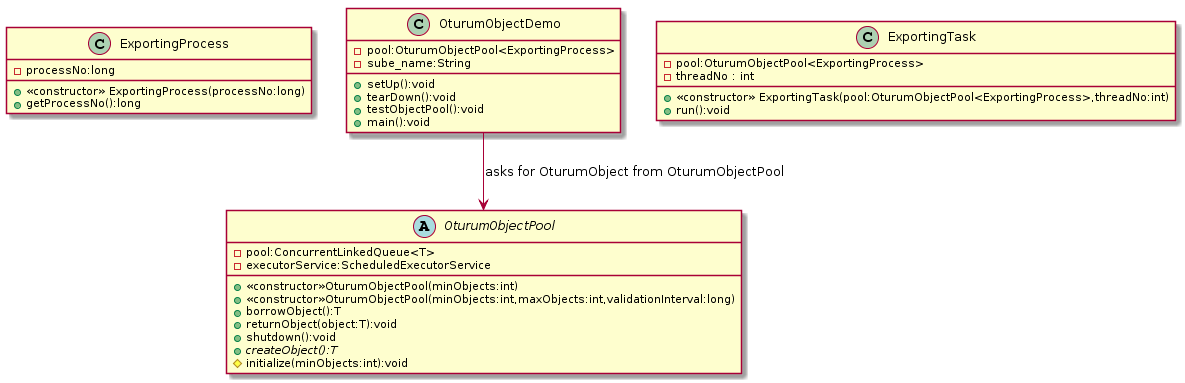 C ExportingProcess
processNo:long
«constructor» ExportingProcess(processNo:long)
getProcessNo():long
C OturumObjectDemo
pool:OturumObjectPool<ExportingProcess>
sube_name:String
setUp():void
tearDown():void
testObjectPool():void
main():void
C ExportingTask
pool:OturumObjectPool<ExportingProcess>
threadNo : int
«constructor» ExportingTask(pool:OturumObjectPool<ExportingProcess>,threadNo:int)
run():void
asks for OturumObject from OturumObjectPool
A OturumObjectPool
pool:ConcurrentLinkedQueue<T>
executorService:ScheduledExecutorService
«constructor»OturumObjectPool(minObjects:int)
«constructor»OturumObjectPool(minObjects:int,maxObjects:int,validationInterval:long)
borrowObject():T
returnObject(object:T):void
shutdown():void
createObject():T
initialize(minObjects:int):void